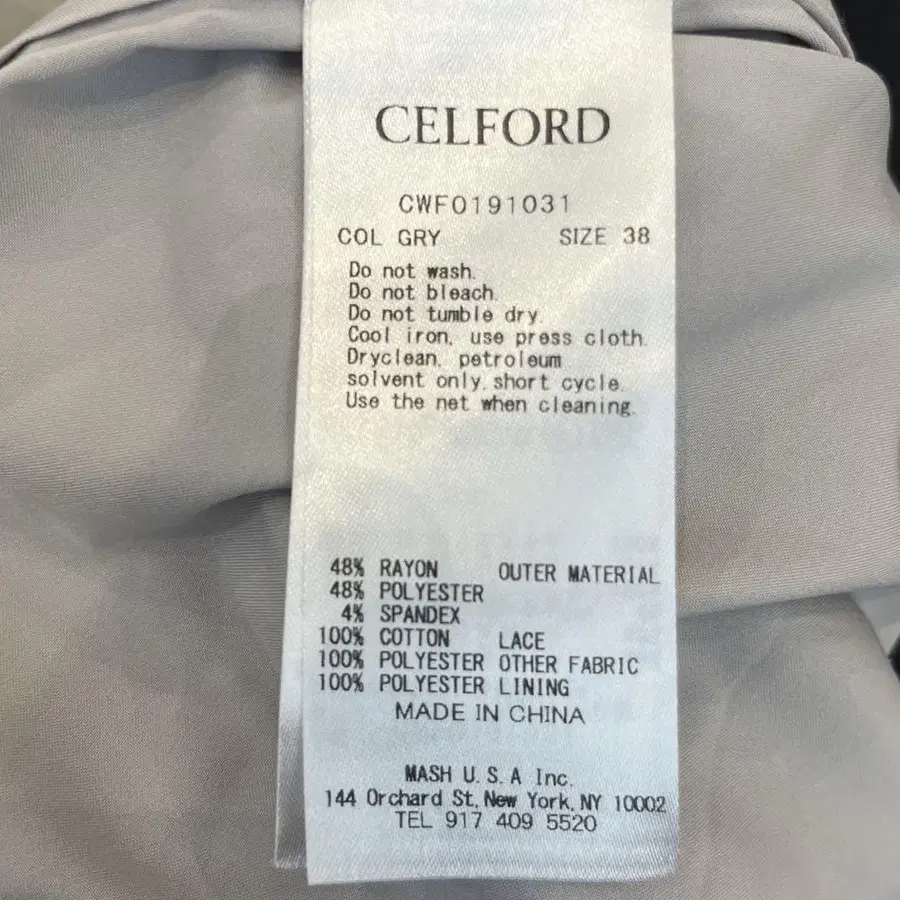 CELFORD
CWF0191031
COL GRY SIZE 38
Do not wash.
Do not bleach.
Do not tumble dry.
Cool iron, use press cloth.
Dryclean, petroleum
solvent only, short cycle.
Use the net when cleaning.
48% RAYON OUTER MATERIAL
48% POLYESTER
4% SPANDEX
100% COTTON LACE
100% POLYESTER OTHER FABRIC
100% POLYESTER LINING
MADE IN CHINA
MASH U.S.A Inc.
144 Orchard St, New York, NY 10002
TEL 917 409 5520